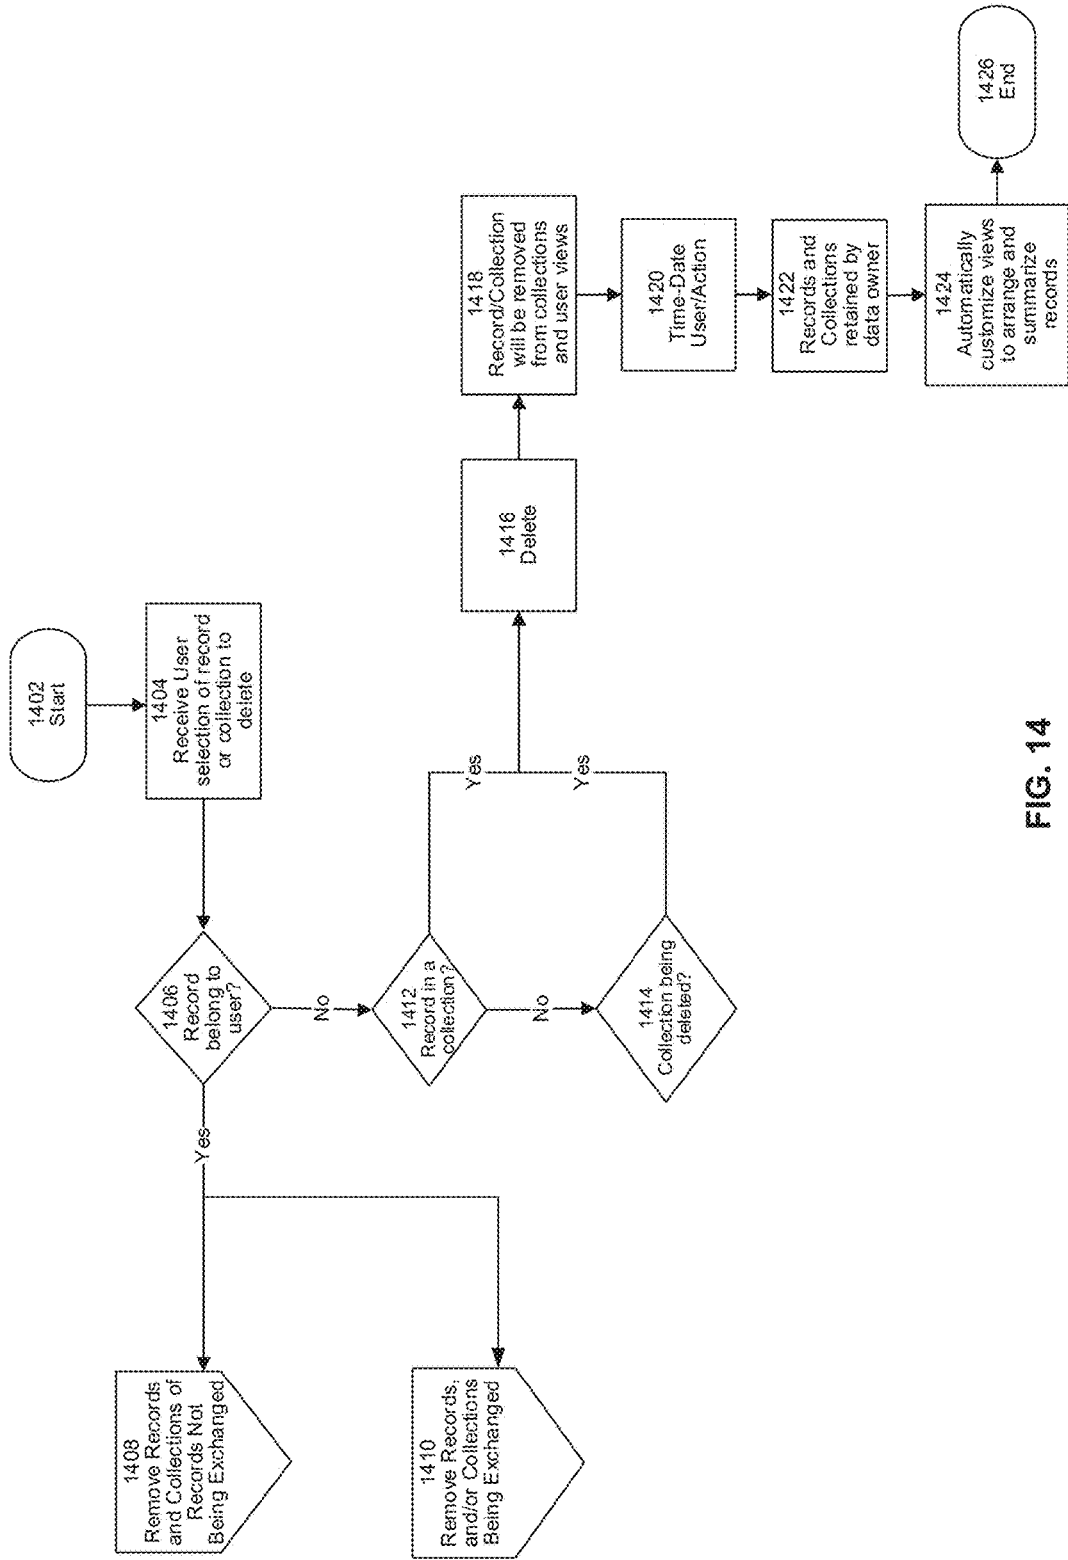 1402
Start
1404
Receive User
selection of record
or collection to
delete
1406
Record
belong to
user?
Yes
No
1408
Remove Records
and Collections of
Records Not
Being Exchanged
1410
Remove Records,
and/or Collections
Being Exchanged
1412
Record in a
collection?
Yes
No
1414
Collection being
deleted?
Yes
1416
Delete
1418
Record/Collection
will be removed
from collections
and user views
1420
Time-Date
User/Action
1422
Records and
Collections
retained by
data owner
1424
Automatically
customize views
to arrange and
summarize
records
1426
End
FIG. 14